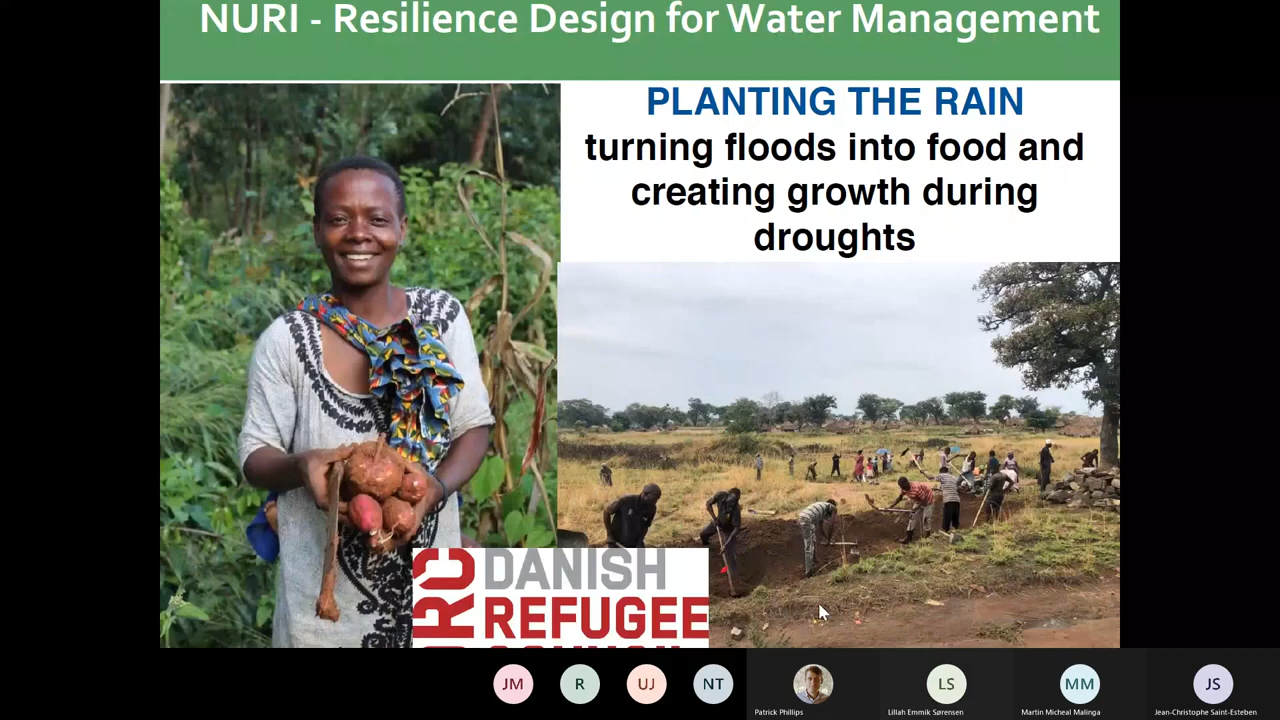 NURI - Resilience Design for Water Management
PLANTING THE RAIN
turning floods into food and
creating growth during
droughts
DRC
DANISH
REFUGEE
COUNCIL
JM
R
UJ
NT
LS
MM
JS
Patrick Phillips
Lillah Emmik Sørensen
Martin Micheal Malinga
Jean-Christophe Saint-Esteben